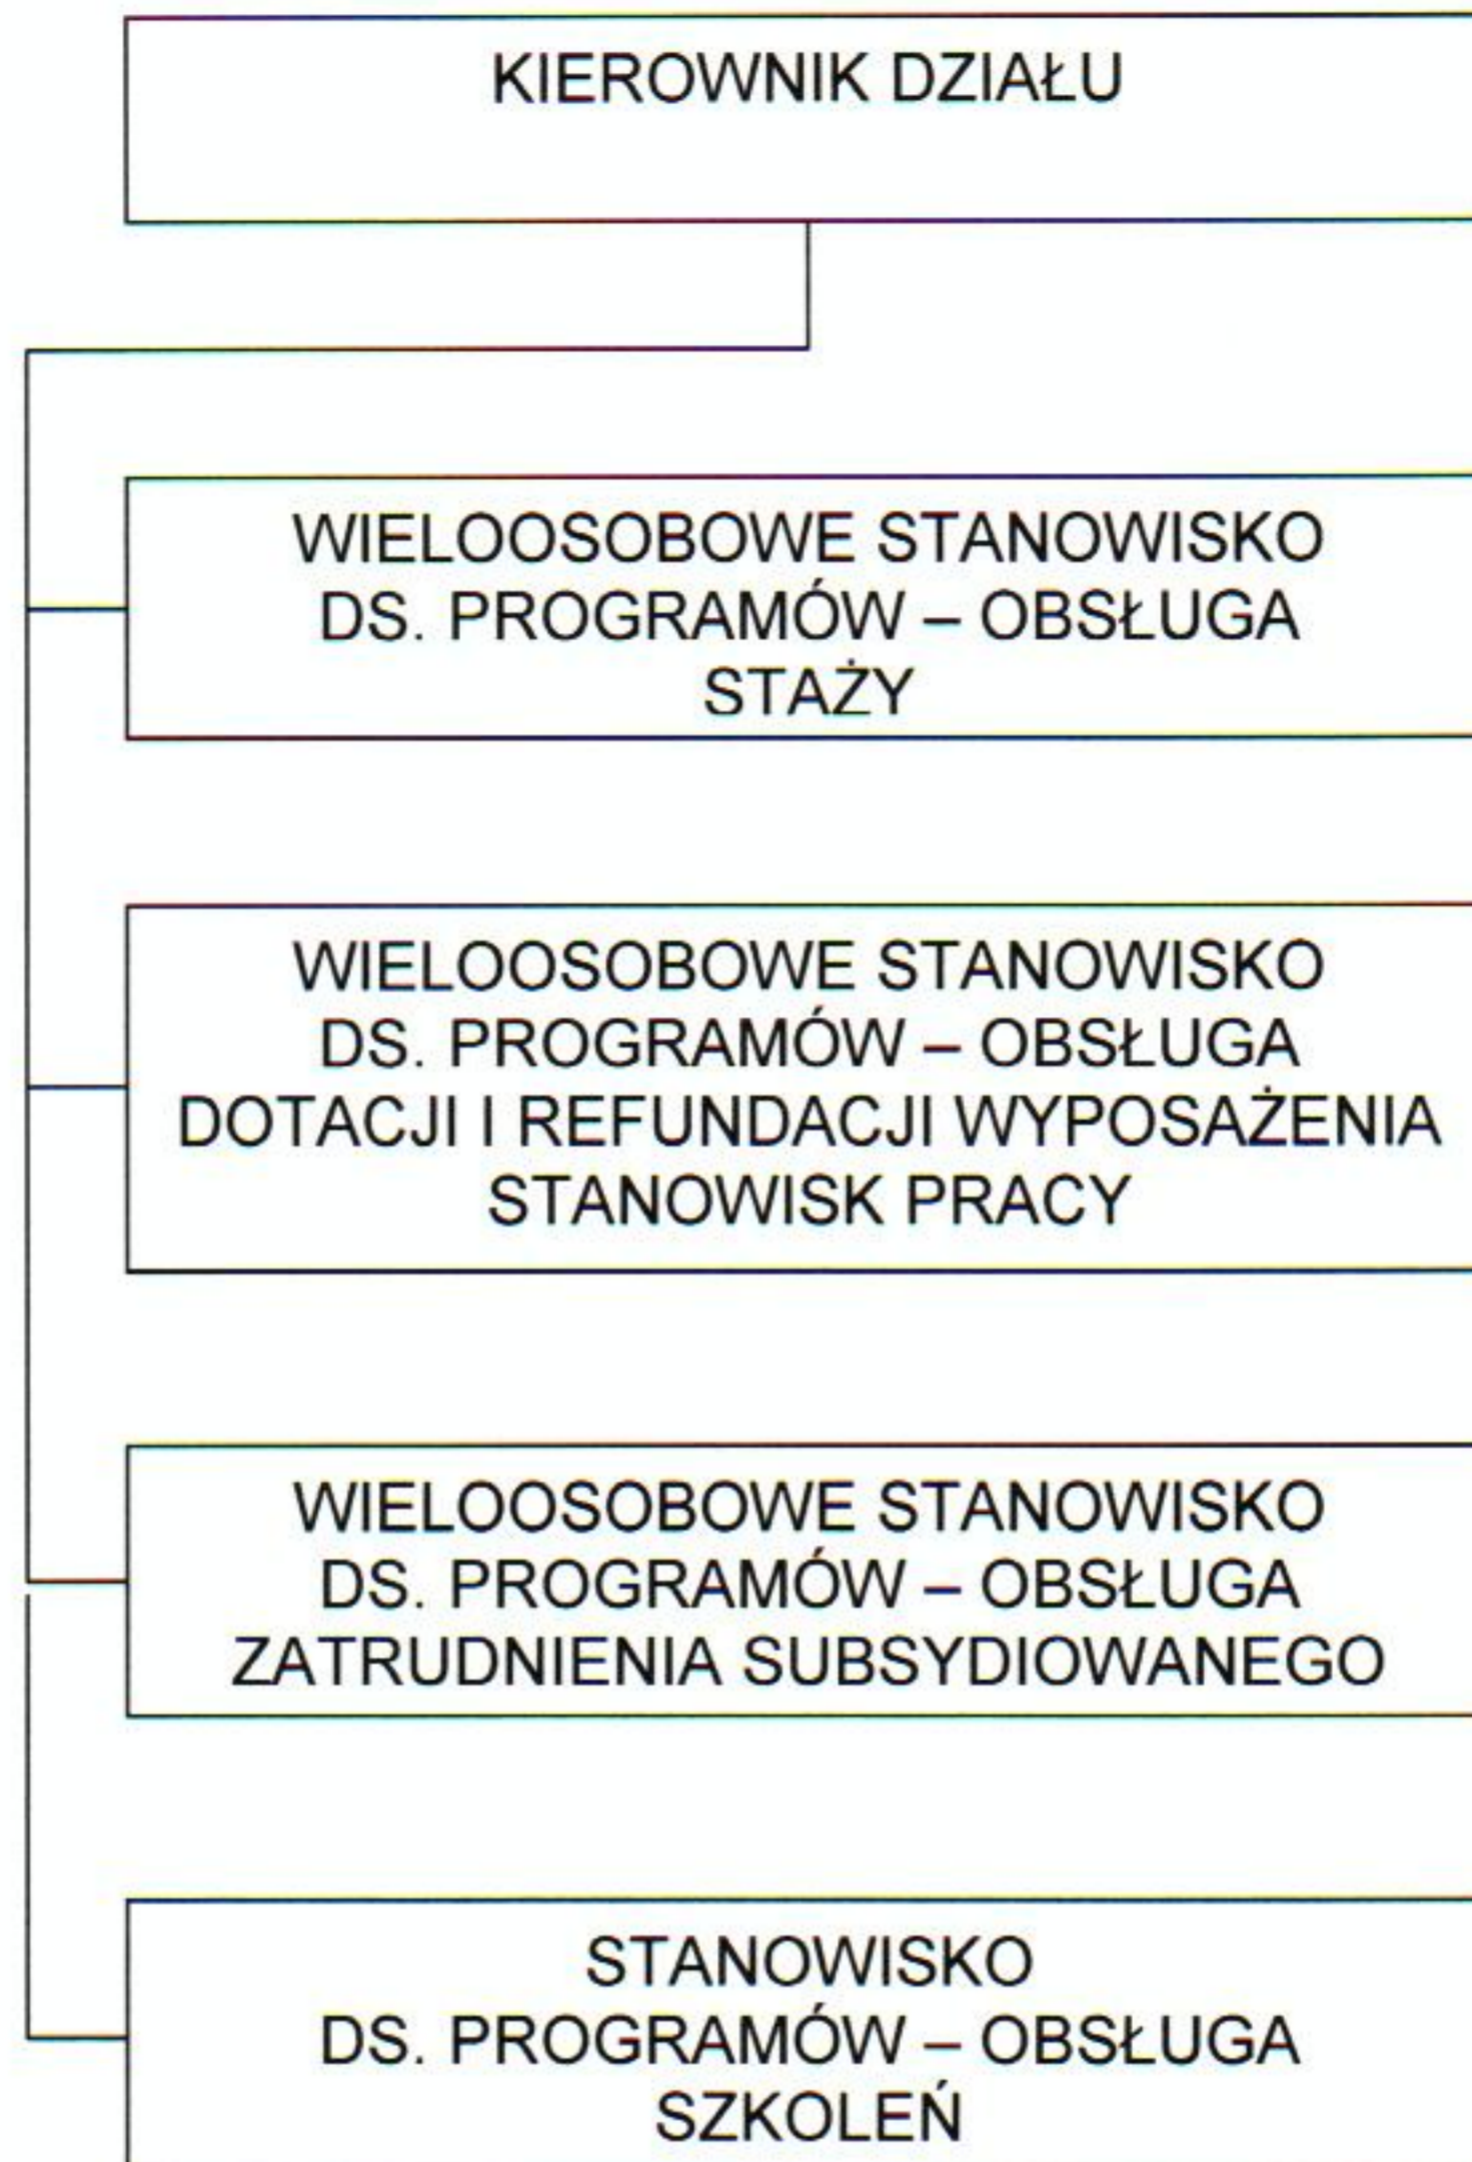 KIEROWNIK DZIAŁU
WIELOOSOBOWE STANOWISKO
DS. PROGRAMÓW – OBSŁUGA
STAŻY
WIELOOSOBOWE STANOWISKO
DS. PROGRAMÓW – OBSŁUGA
DOTACJI I REFUNDACJI WYPOSAŻENIA
STANOWISK PRACY
WIELOOSOBOWE STANOWISKO
DS. PROGRAMÓW – OBSŁUGA
ZATRUDNIENIA SUBSYDIOWANEGO
STANOWISKO
DS. PROGRAMÓW – OBSŁUGA
SZKOLEŃ